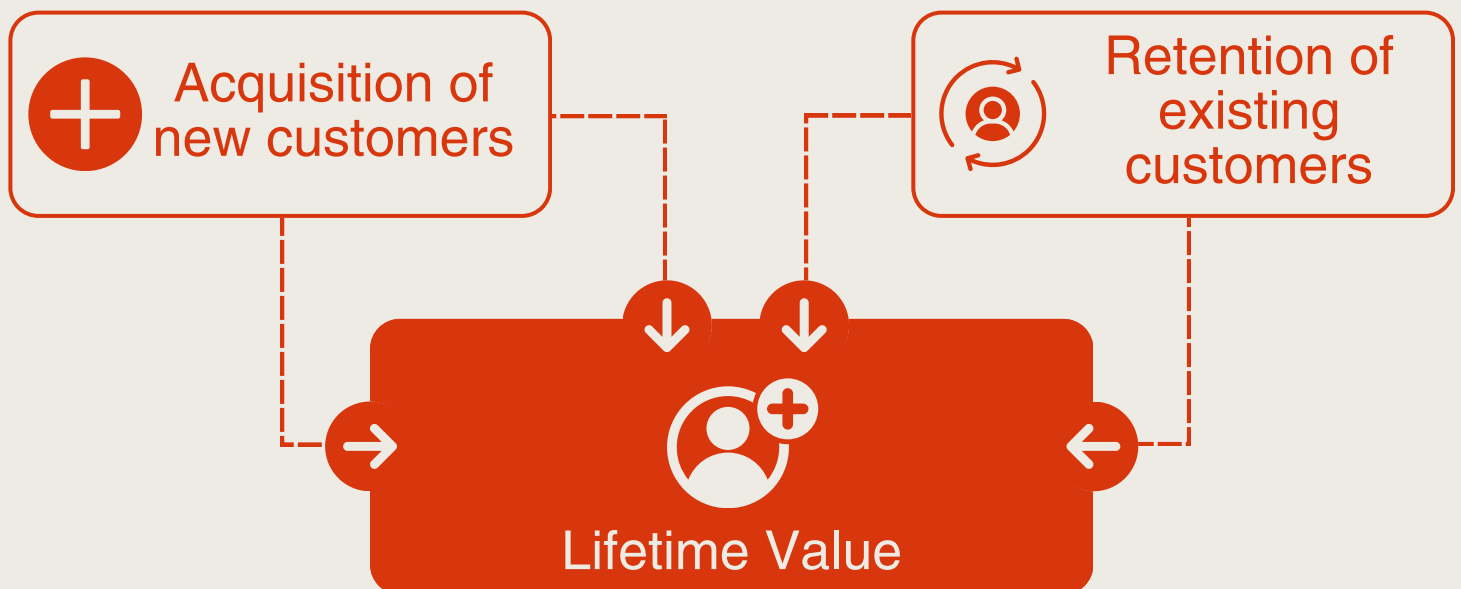 Acquisition of
new customers
Retention of
existing
customers
Lifetime Value